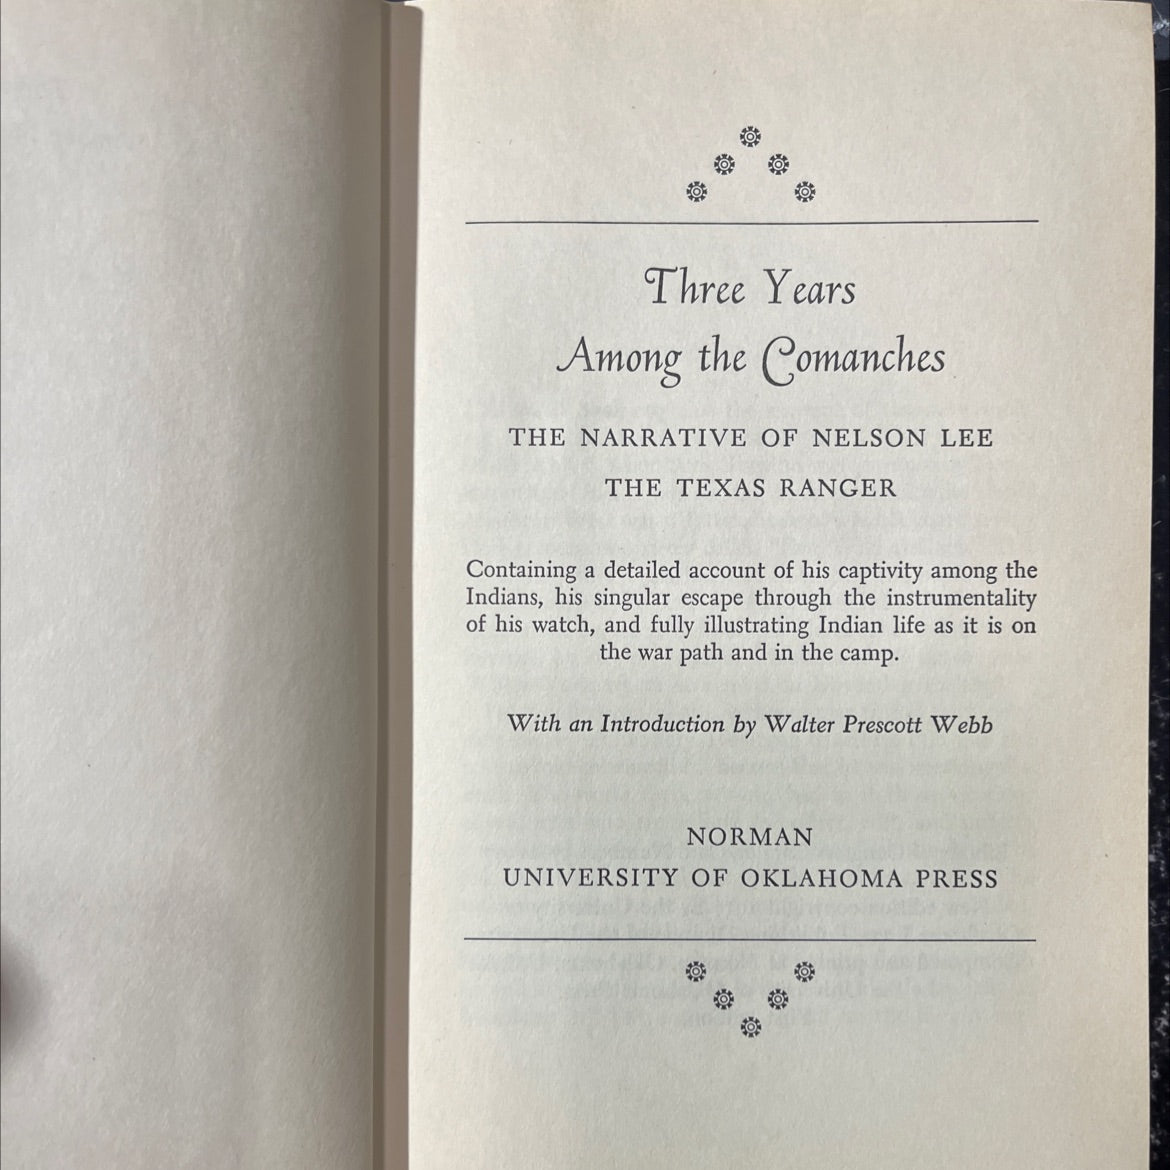 Three Years
Among the Comanches
THE NARRATIVE OF NELSON LEE
THE TEXAS RANGER
Containing a detailed account of his captivity among the
Indians, his singular escape through the instrumentality
of his watch, and fully illustrating Indian life as it is on
the war path and in the camp.
With an Introduction by Walter Prescott Webb
NORMAN
UNIVERSITY OF OKLAHOMA PRESS